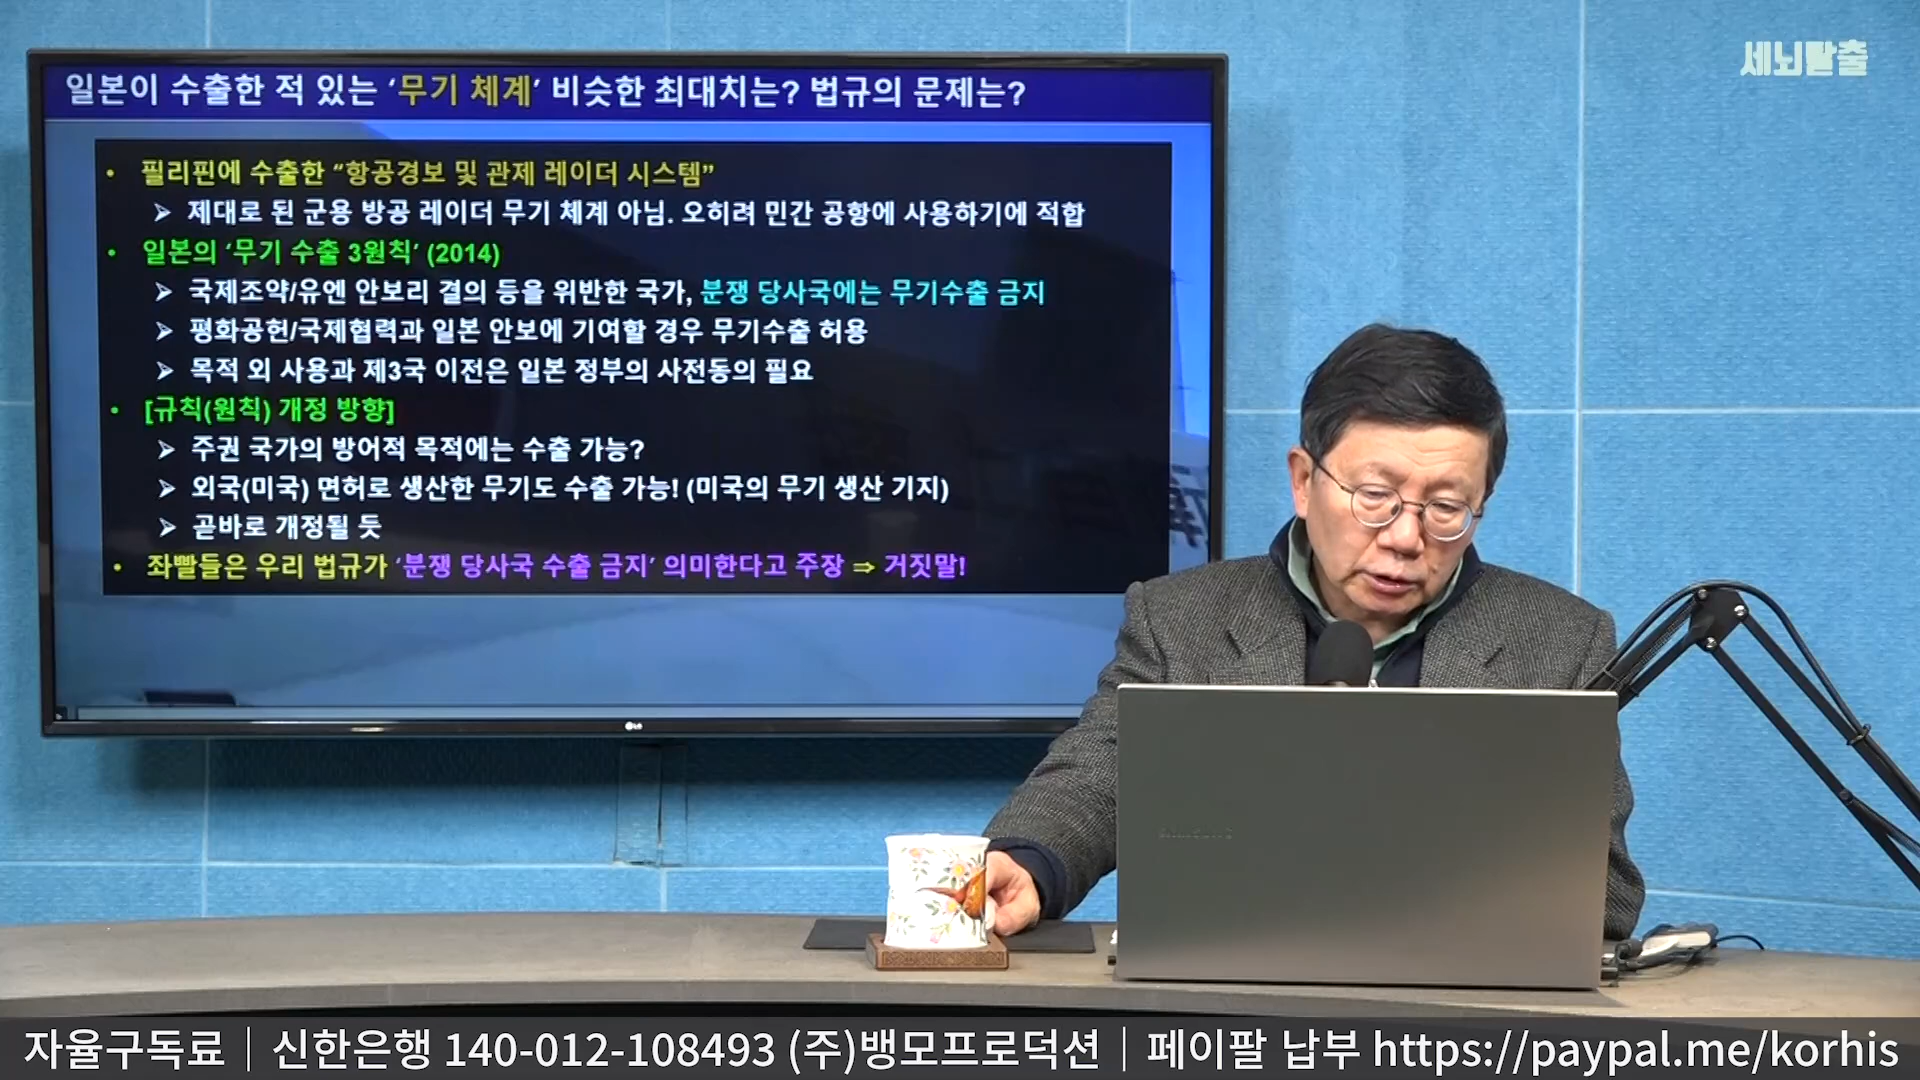 세뇌탈출
일본이 수출한 적 있는 ‘무기 체계’ 비슷한 최대치는? 법규의 문제는?
• 필리핀에 수출한 “항공경보 및 관제 레이더 시스템”
➢ 제대로 된 군용 방공 레이더 무기 체계 아님. 오히려 민간 공항에 사용하기에 적합
• 일본의 ‘무기 수출 3원칙’ (2014)
➢ 국제조약/유엔 안보리 결의 등을 위반한 국가, 분쟁 당사국에는 무기수출 금지
➢ 평화공헌/국제협력과 일본 안보에 기여할 경우 무기수출 허용
➢ 목적 외 사용과 제3국 이전은 일본 정부의 사전동의 필요
• [규칙(원칙) 개정 방향]
➢ 주권 국가의 방어적 목적에는 수출 가능?
➢ 외국(미국) 면허로 생산한 무기도 수출 가능! (미국의 무기 생산 기지)
➢ 곧바로 개정될 듯
• 좌빨들은 우리 법규가 ‘분쟁 당사국 수출 금지’ 의미한다고 주장 ⇒ 거짓말!
LG
SAMSUNG
자율구독료｜신한은행 140-012-108493 (주)뱅모프로덕션｜페이팔 납부 https://paypal.me/korhis